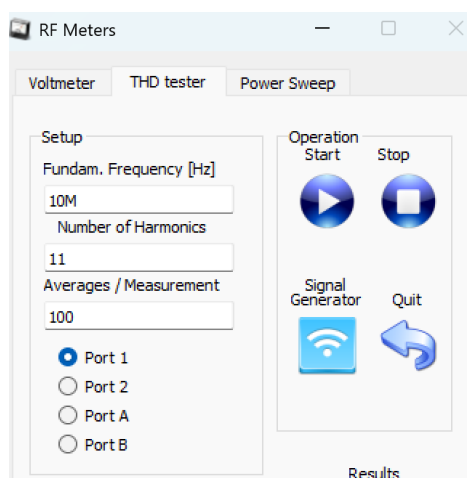 RF Meters
Voltmeter THD tester Power Sweep
Setup
Fundam. Frequency [Hz]
10M
Number of Harmonics
11
Averages / Measurement
100
Port 1
Port 2
Port A
Port B
Operation
Start Stop
Signal
Generator Quit
Results